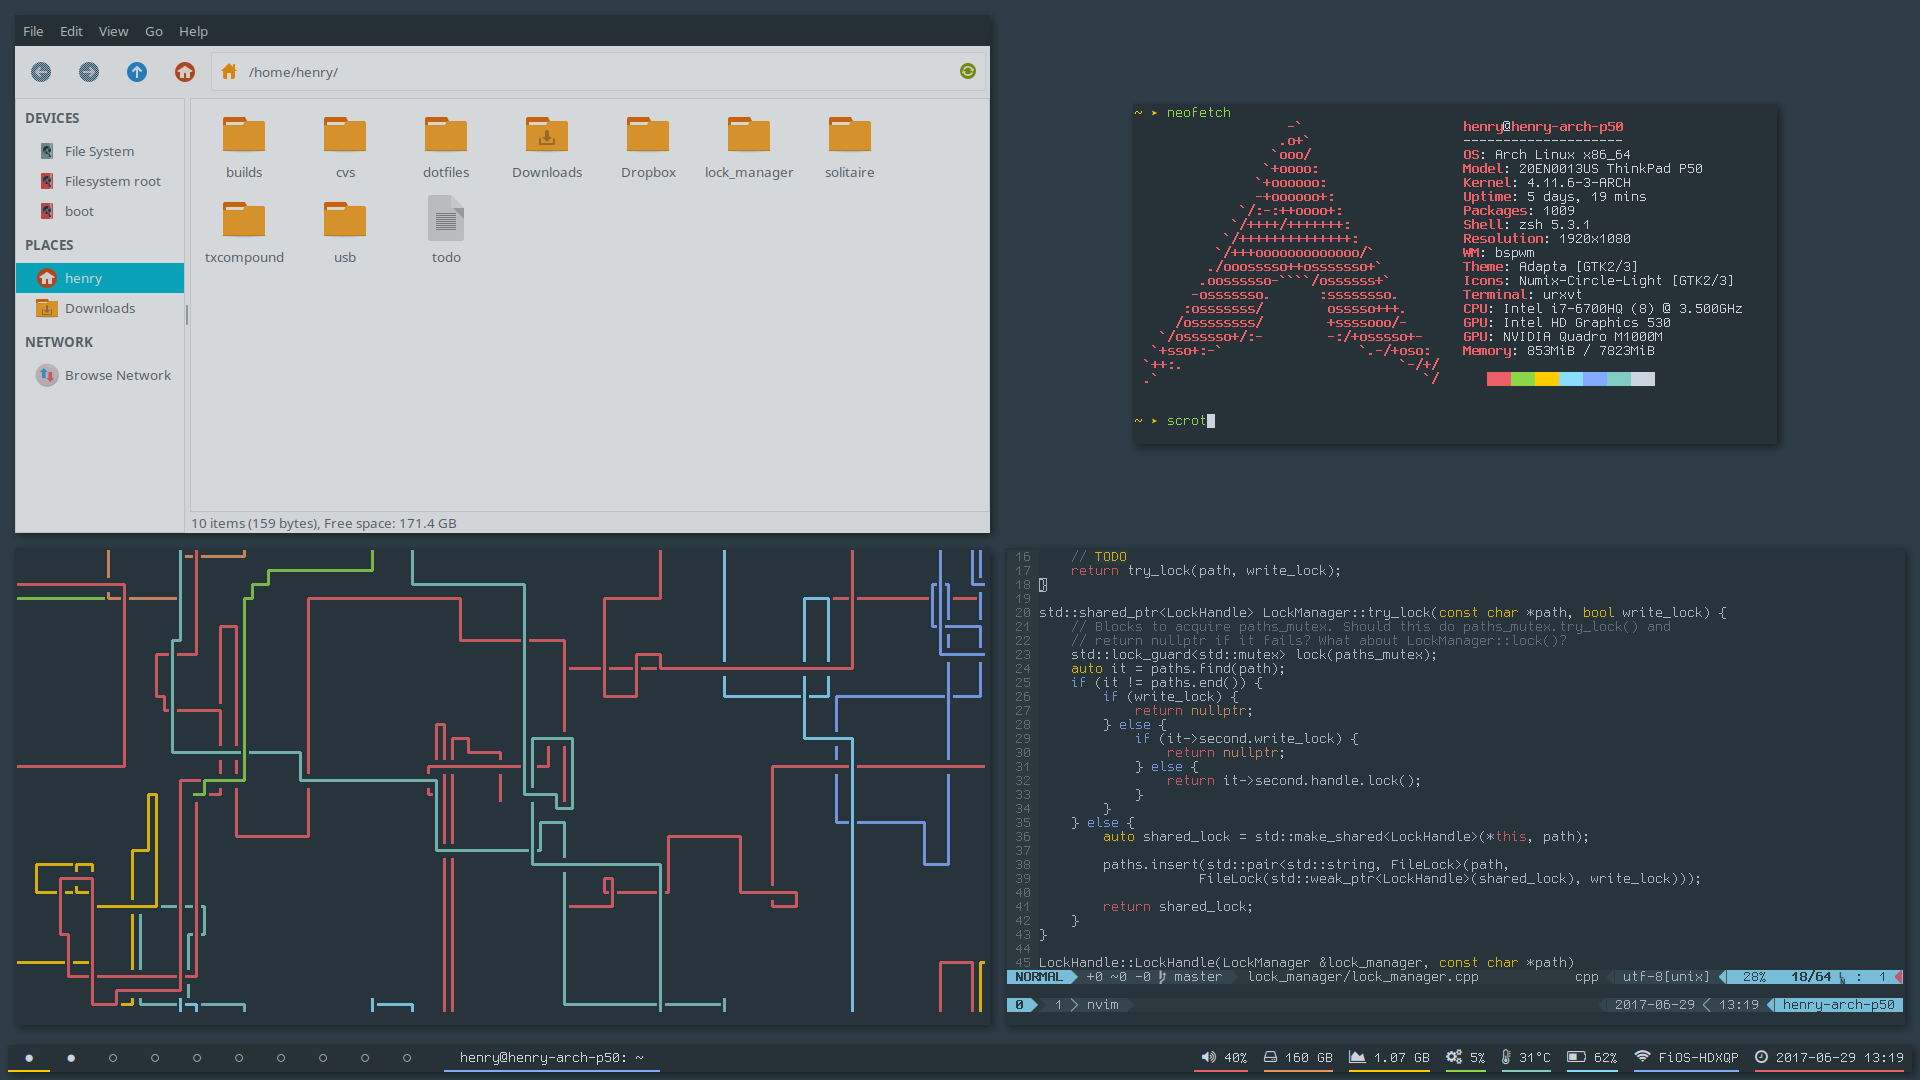 File Edit View Go Help
/home/henry/
DEVICES
File System
Filesystem root
boot
PLACES
henry
Downloads
NETWORK
Browse Network
builds cvs dotfiles Downloads Dropbox lock_manager solitaire
txcompound usb todo
10 items (159 bytes), Free space: 171.4 GB
~ ➤ neofetch
-`
.o+`
`ooo/
`+oooo:
`+oooooo:
-+oooooo+:
`/:-:++oooo+:
`/++++/+++++++:
`/++++++++++++++:
`/+++ooooooooooooo/`
./ooosssso++osssssso+`
.oossssso-````/ossssss+`
-osssssso. :ssssssso.
:osssssss/ osssso+++.
/ossssssss/ +ssssooo/-
`/ossssso+/:- -:/+osssso+-
`+sso+:-` `.-/+oso:
`++:. `-/+/
.` `/
henry@henry-arch-p50
--------------------
OS: Arch Linux x86_64
Model: 20EN0013US ThinkPad P50
Kernel: 4.11.6-3-ARCH
Uptime: 5 days, 19 mins
Packages: 1009
Shell: zsh 5.3.1
Resolution: 1920x1080
WM: bspwm
Theme: Adapta [GTK2/3]
Icons: Numix-Circle-Light [GTK2/3]
Terminal: urxvt
CPU: Intel i7-6700HQ (8) @ 3.500GHz
GPU: Intel HD Graphics 530
GPU: NVIDIA Quadro M1000M
Memory: 853MiB / 7823MiB
~ ➤ scrot
16 // TODO
17 return try_lock(path, write_lock);
18 }
19
20 std::shared_ptr<LockHandle> LockManager::try_lock(const char *path, bool write_lock) {
21 // Blocks to acquire paths_mutex. Should this do paths_mutex.try_lock() and
22 // return nullptr if it fails? What about LockManager::lock()?
23 std::lock_guard<std::mutex> lock(paths_mutex);
24 auto it = paths.find(path);
25 if (it != paths.end()) {
26 if (write_lock) {
27 return nullptr;
28 } else {
29 if (it->second.write_lock) {
30 return nullptr;
31 } else {
32 return it->second.handle.lock();
33 }
34 }
35 } else {
36 auto shared_lock = std::make_shared<LockHandle>(*this, path);
37
38 paths.insert(std::pair<std::string, FileLock>(path,
39 FileLock(std::weak_ptr<LockHandle>(shared_lock), write_lock)));
40
41 return shared_lock;
42 }
43 }
44
45 LockHandle::LockHandle(LockManager &lock_manager, const char *path)
NORMAL +0 ~0 -0 master lock_manager/lock_manager.cpp cpp utf-8[unix] 28% 18/64 : 1
0 1 nvim 2017-06-29 13:19 henry-arch-p50
henry@henry-arch-p50: ~ 40% 160 GB 1.07 GB 5% 31°C 62% FiOS-HDXQP 2017-06-29 13:19